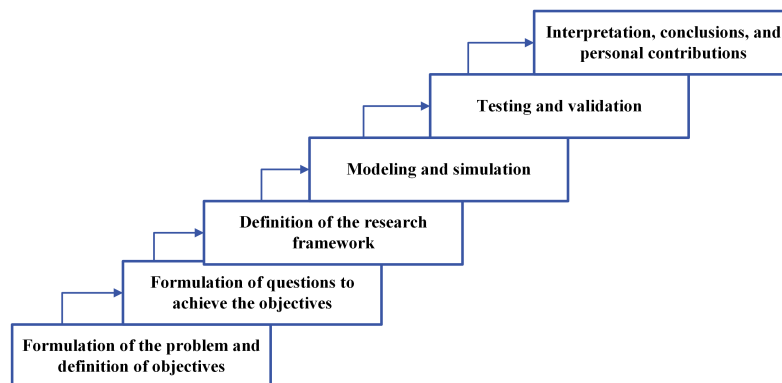 Interpretation, conclusions, and
personal contributions
Testing and validation
Modeling and simulation
Definition of the research
framework
Formulation of questions to
achieve the objectives
Formulation of the problem and
definition of objectives